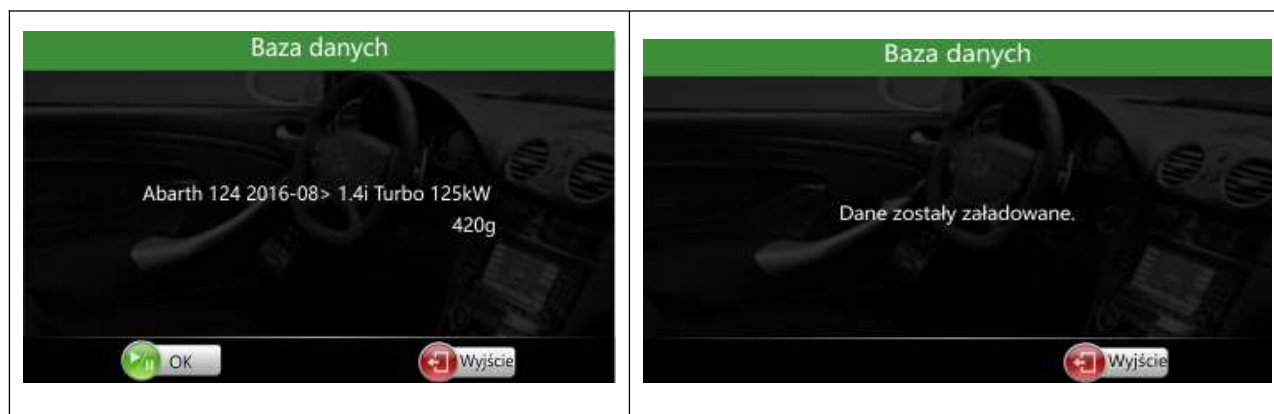 Baza danych
Abarth 124 2016-08> 1.4i Turbo 125kW
420g
OK
Wyjście
Baza danych
Dane zostały załadowane.
Wyjście